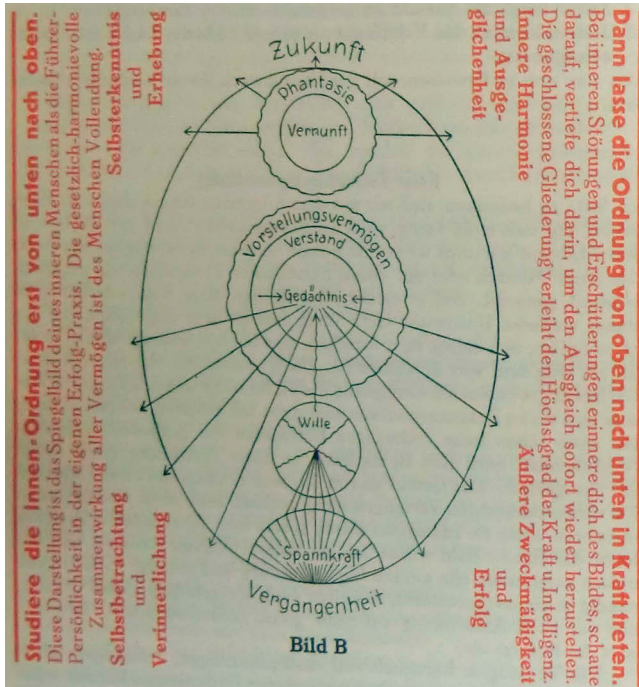 Studiere die Innen=Ordnung erst von unten nach oben.
Diese Darstellung ist das Spiegelbild deines inneren Menschen als die Führer-
Persönlichkeit in der eigenen Erfolg-Praxis. Die gesetzlich-harmonievolle
Zusammenwirkung aller Vermögen ist des Menschen Vollendung.
Selbstbetrachtung
und
Verinnerlichung
Selbsterkenntnis
und
Erhebung
Zukunft
Phantasie
Vernunft
Vorstellungsvermögen
Verstand
Gedächtnis
Wille
Spannkraft
Vergangenheit
Bild B
Dann lasse die Ordnung von oben nach unten in Kraft treten.
Bei inneren Störungen und Erschütterungen erinnere dich des Bildes, schaue
darauf, vertiefe dich darin, um den Ausgleich sofort wieder herzustellen.
Die geschlossene Gliederung verleiht den Höchstgrad der Kraft u. Intelligenz.
Innere Harmonie
und Ausge-
glichenheit
Äußere Zweckmäßigkeit
und
Erfolg